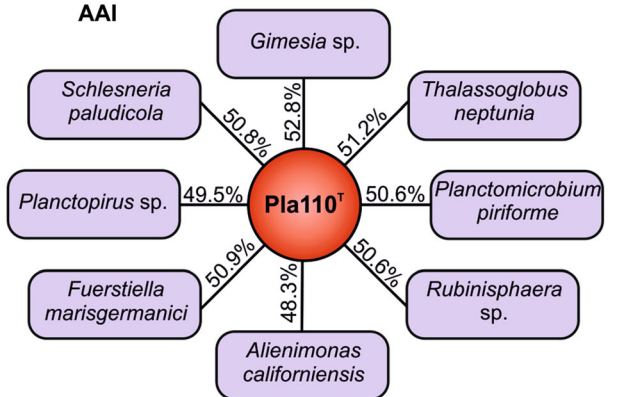 AAI
Gimesia sp.
Schlesneria
paludicola
Thalassoglobus
neptunia
50.8%
52.8%
51.2%
Planctopirus sp.
49.5%
Pla110ᵀ
50.6%
Planctomicrobium
piriforme
50.9%
48.3%
50.6%
Fuerstiella
marisgermanici
Rubinisphaera
sp.
Alienimonas
californiensis